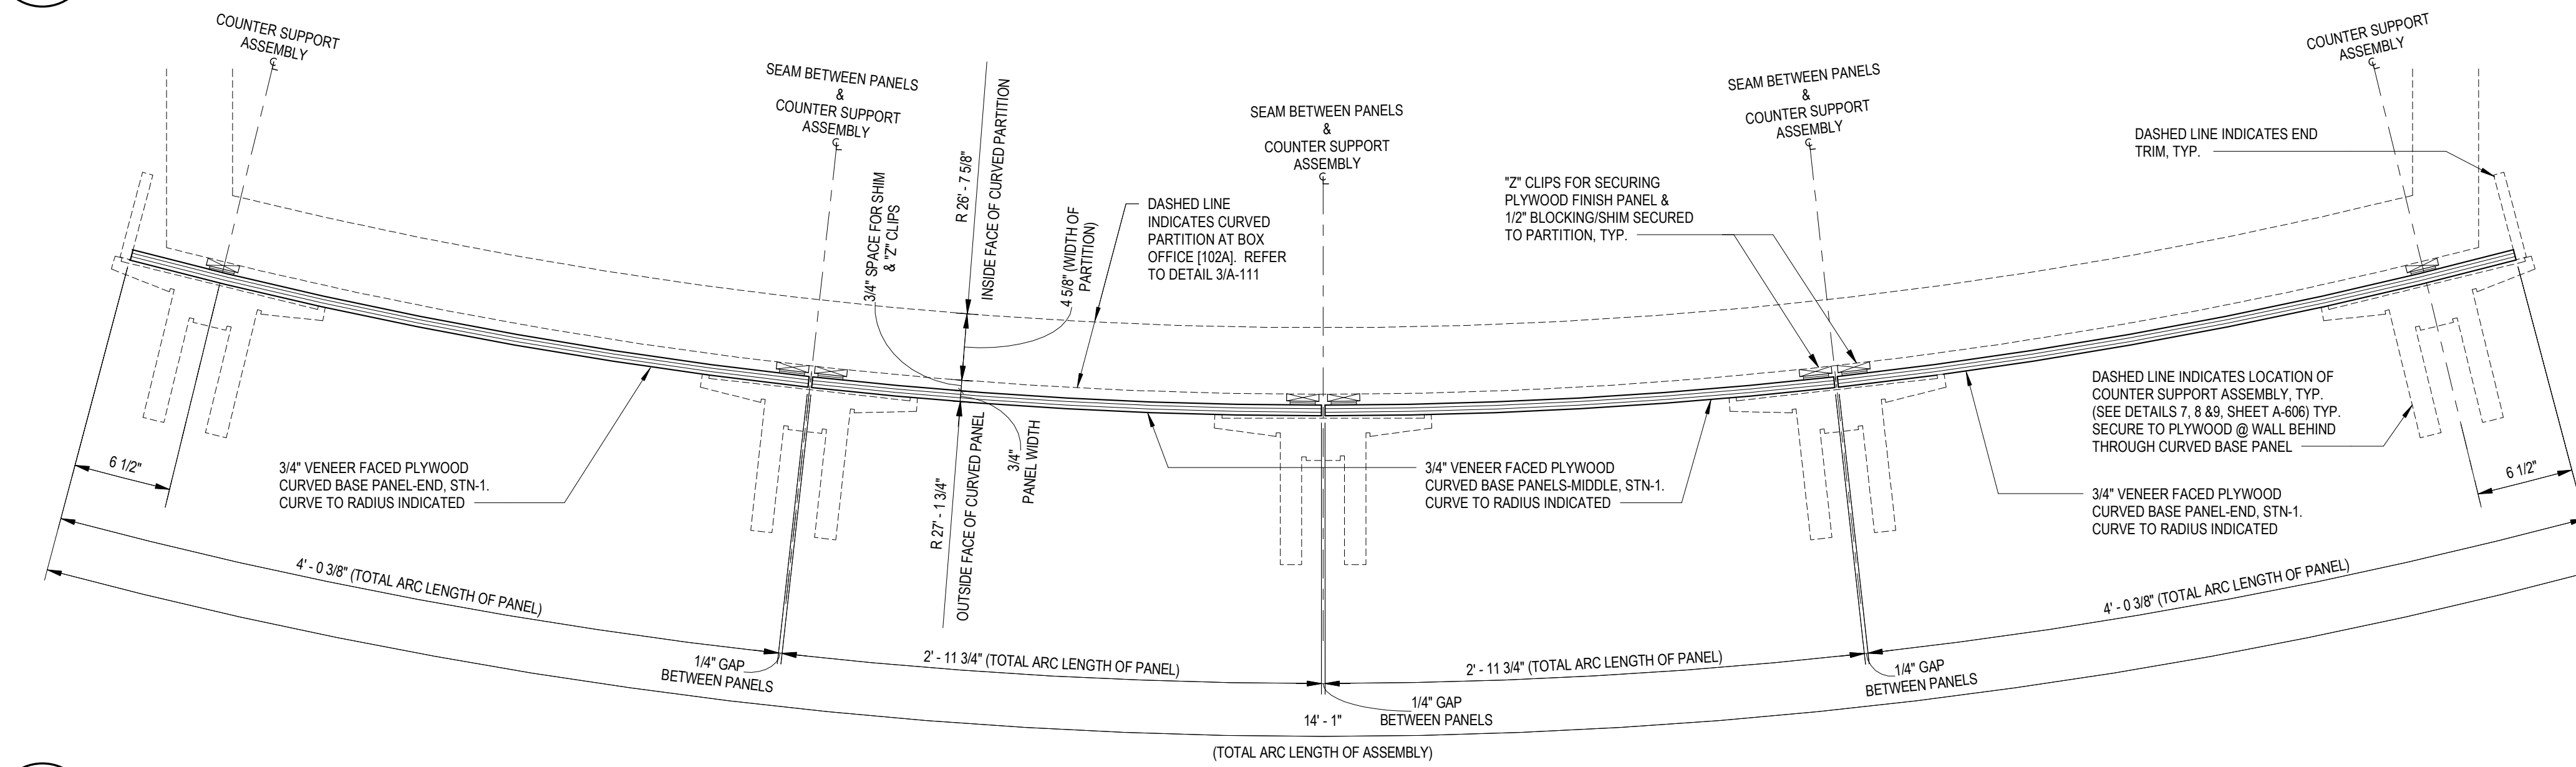 COUNTER SUPPORT
ASSEMBLY
℄
SEAM BETWEEN PANELS
&
COUNTER SUPPORT
ASSEMBLY
℄
R 26' - 7 5/8"
INSIDE FACE OF CURVED PARTITION
3/4" SPACE FOR SHIM
& "Z" CLIPS
4 5/8" (WIDTH OF
PARTITION)
DASHED LINE
INDICATES CURVED
PARTITION AT BOX
OFFICE [102A]. REFER
TO DETAIL 3/A-111
SEAM BETWEEN PANELS
&
COUNTER SUPPORT
ASSEMBLY
℄
"Z" CLIPS FOR SECURING
PLYWOOD FINISH PANEL &
1/2" BLOCKING/SHIM SECURED
TO PARTITION, TYP.
SEAM BETWEEN PANELS
&
COUNTER SUPPORT
ASSEMBLY
℄
DASHED LINE INDICATES END
TRIM, TYP.
COUNTER SUPPORT
ASSEMBLY
℄
6 1/2"
3/4" VENEER FACED PLYWOOD
CURVED BASE PANEL-END, STN-1.
CURVE TO RADIUS INDICATED
R 27' - 1 3/4"
OUTSIDE FACE OF CURVED PANEL
3/4"
PANEL WIDTH
3/4" VENEER FACED PLYWOOD
CURVED BASE PANELS-MIDDLE, STN-1.
CURVE TO RADIUS INDICATED
DASHED LINE INDICATES LOCATION OF
COUNTER SUPPORT ASSEMBLY, TYP.
(SEE DETAILS 7, 8 &9, SHEET A-606) TYP.
SECURE TO PLYWOOD @ WALL BEHIND
THROUGH CURVED BASE PANEL
6 1/2"
3/4" VENEER FACED PLYWOOD
CURVED BASE PANEL-END, STN-1.
CURVE TO RADIUS INDICATED
4' - 0 3/8" (TOTAL ARC LENGTH OF PANEL)
1/4" GAP
BETWEEN PANELS
2' - 11 3/4" (TOTAL ARC LENGTH OF PANEL)
1/4" GAP
BETWEEN PANELS
2' - 11 3/4" (TOTAL ARC LENGTH OF PANEL)
1/4" GAP
BETWEEN PANELS
4' - 0 3/8" (TOTAL ARC LENGTH OF PANEL)
14' - 1"
(TOTAL ARC LENGTH OF ASSEMBLY)